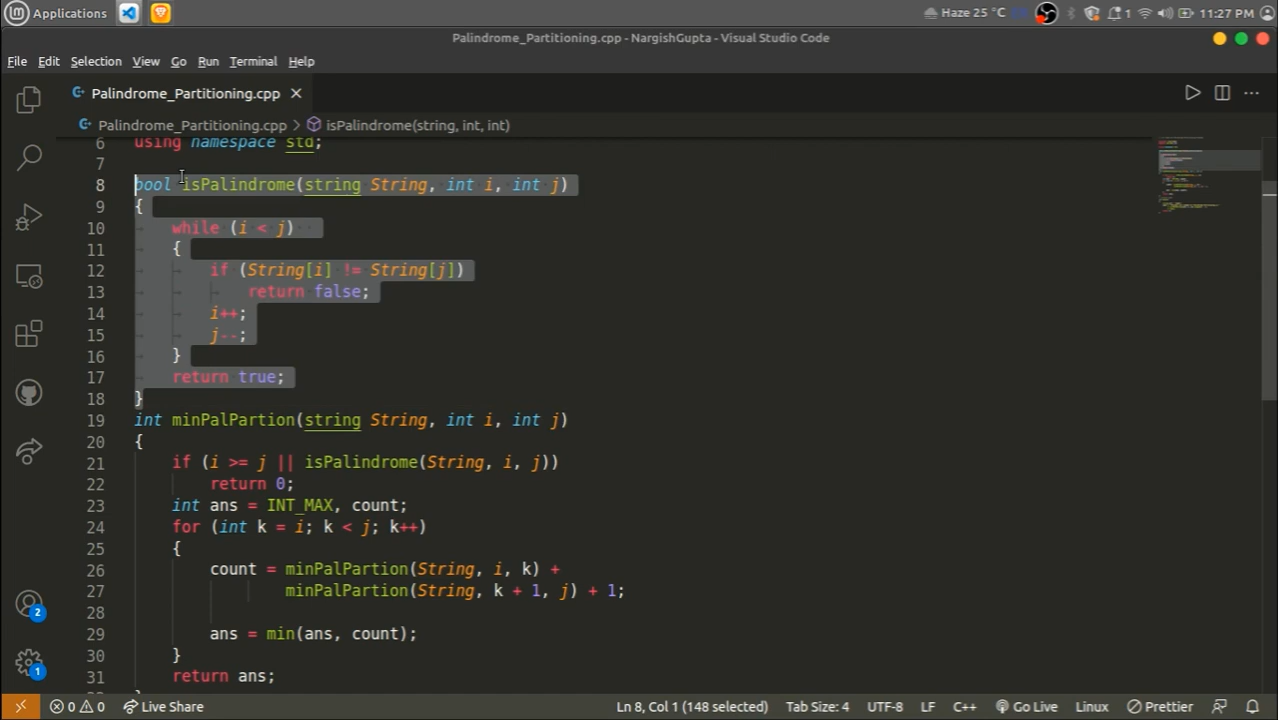 Applications
Haze 25 °C
1
11:27 PM
Palindrome_Partitioning.cpp - NargishGupta - Visual Studio Code
File Edit Selection View Go Run Terminal Help
Palindrome_Partitioning.cpp
Palindrome_Partitioning.cpp > isPalindrome(string, int, int)
6 using namespace std;
7
8 bool isPalindrome(string String, int i, int j)
9 {
10 while (i < j)
11 {
12 if (String[i] != String[j])
13 return false;
14 i++;
15 j--;
16 }
17 return true;
18 }
19 int minPalPartion(string String, int i, int j)
20 {
21 if (i >= j || isPalindrome(String, i, j))
22 return 0;
23 int ans = INT_MAX, count;
24 for (int k = i; k < j; k++)
25 {
26 count = minPalPartion(String, i, k) +
27 minPalPartion(String, k + 1, j) + 1;
28
29 ans = min(ans, count);
30 }
31 return ans;
2
1
0 0 Live Share Ln 8, Col 1 (148 selected) Tab Size: 4 UTF-8 LF C++ Go Live Linux Prettier